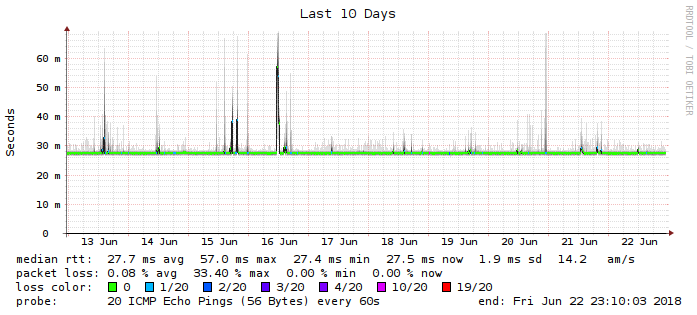 Last 10 Days
RRDTOOL / TOBI OETIKER
Seconds
60 m
50 m
40 m
30 m
20 m
10 m
0
13 Jun 14 Jun 15 Jun 16 Jun 17 Jun 18 Jun 19 Jun 20 Jun 21 Jun 22 Jun
median rtt: 27.7 ms avg 57.0 ms max 27.4 ms min 27.5 ms now 1.9 ms sd 14.2 am/s
packet loss: 0.08 % avg 33.40 % max 0.00 % min 0.00 % now
loss color: 0 1/20 2/20 3/20 4/20 10/20 19/20
probe: 20 ICMP Echo Pings (56 Bytes) every 60s end: Fri Jun 22 23:10:03 2018